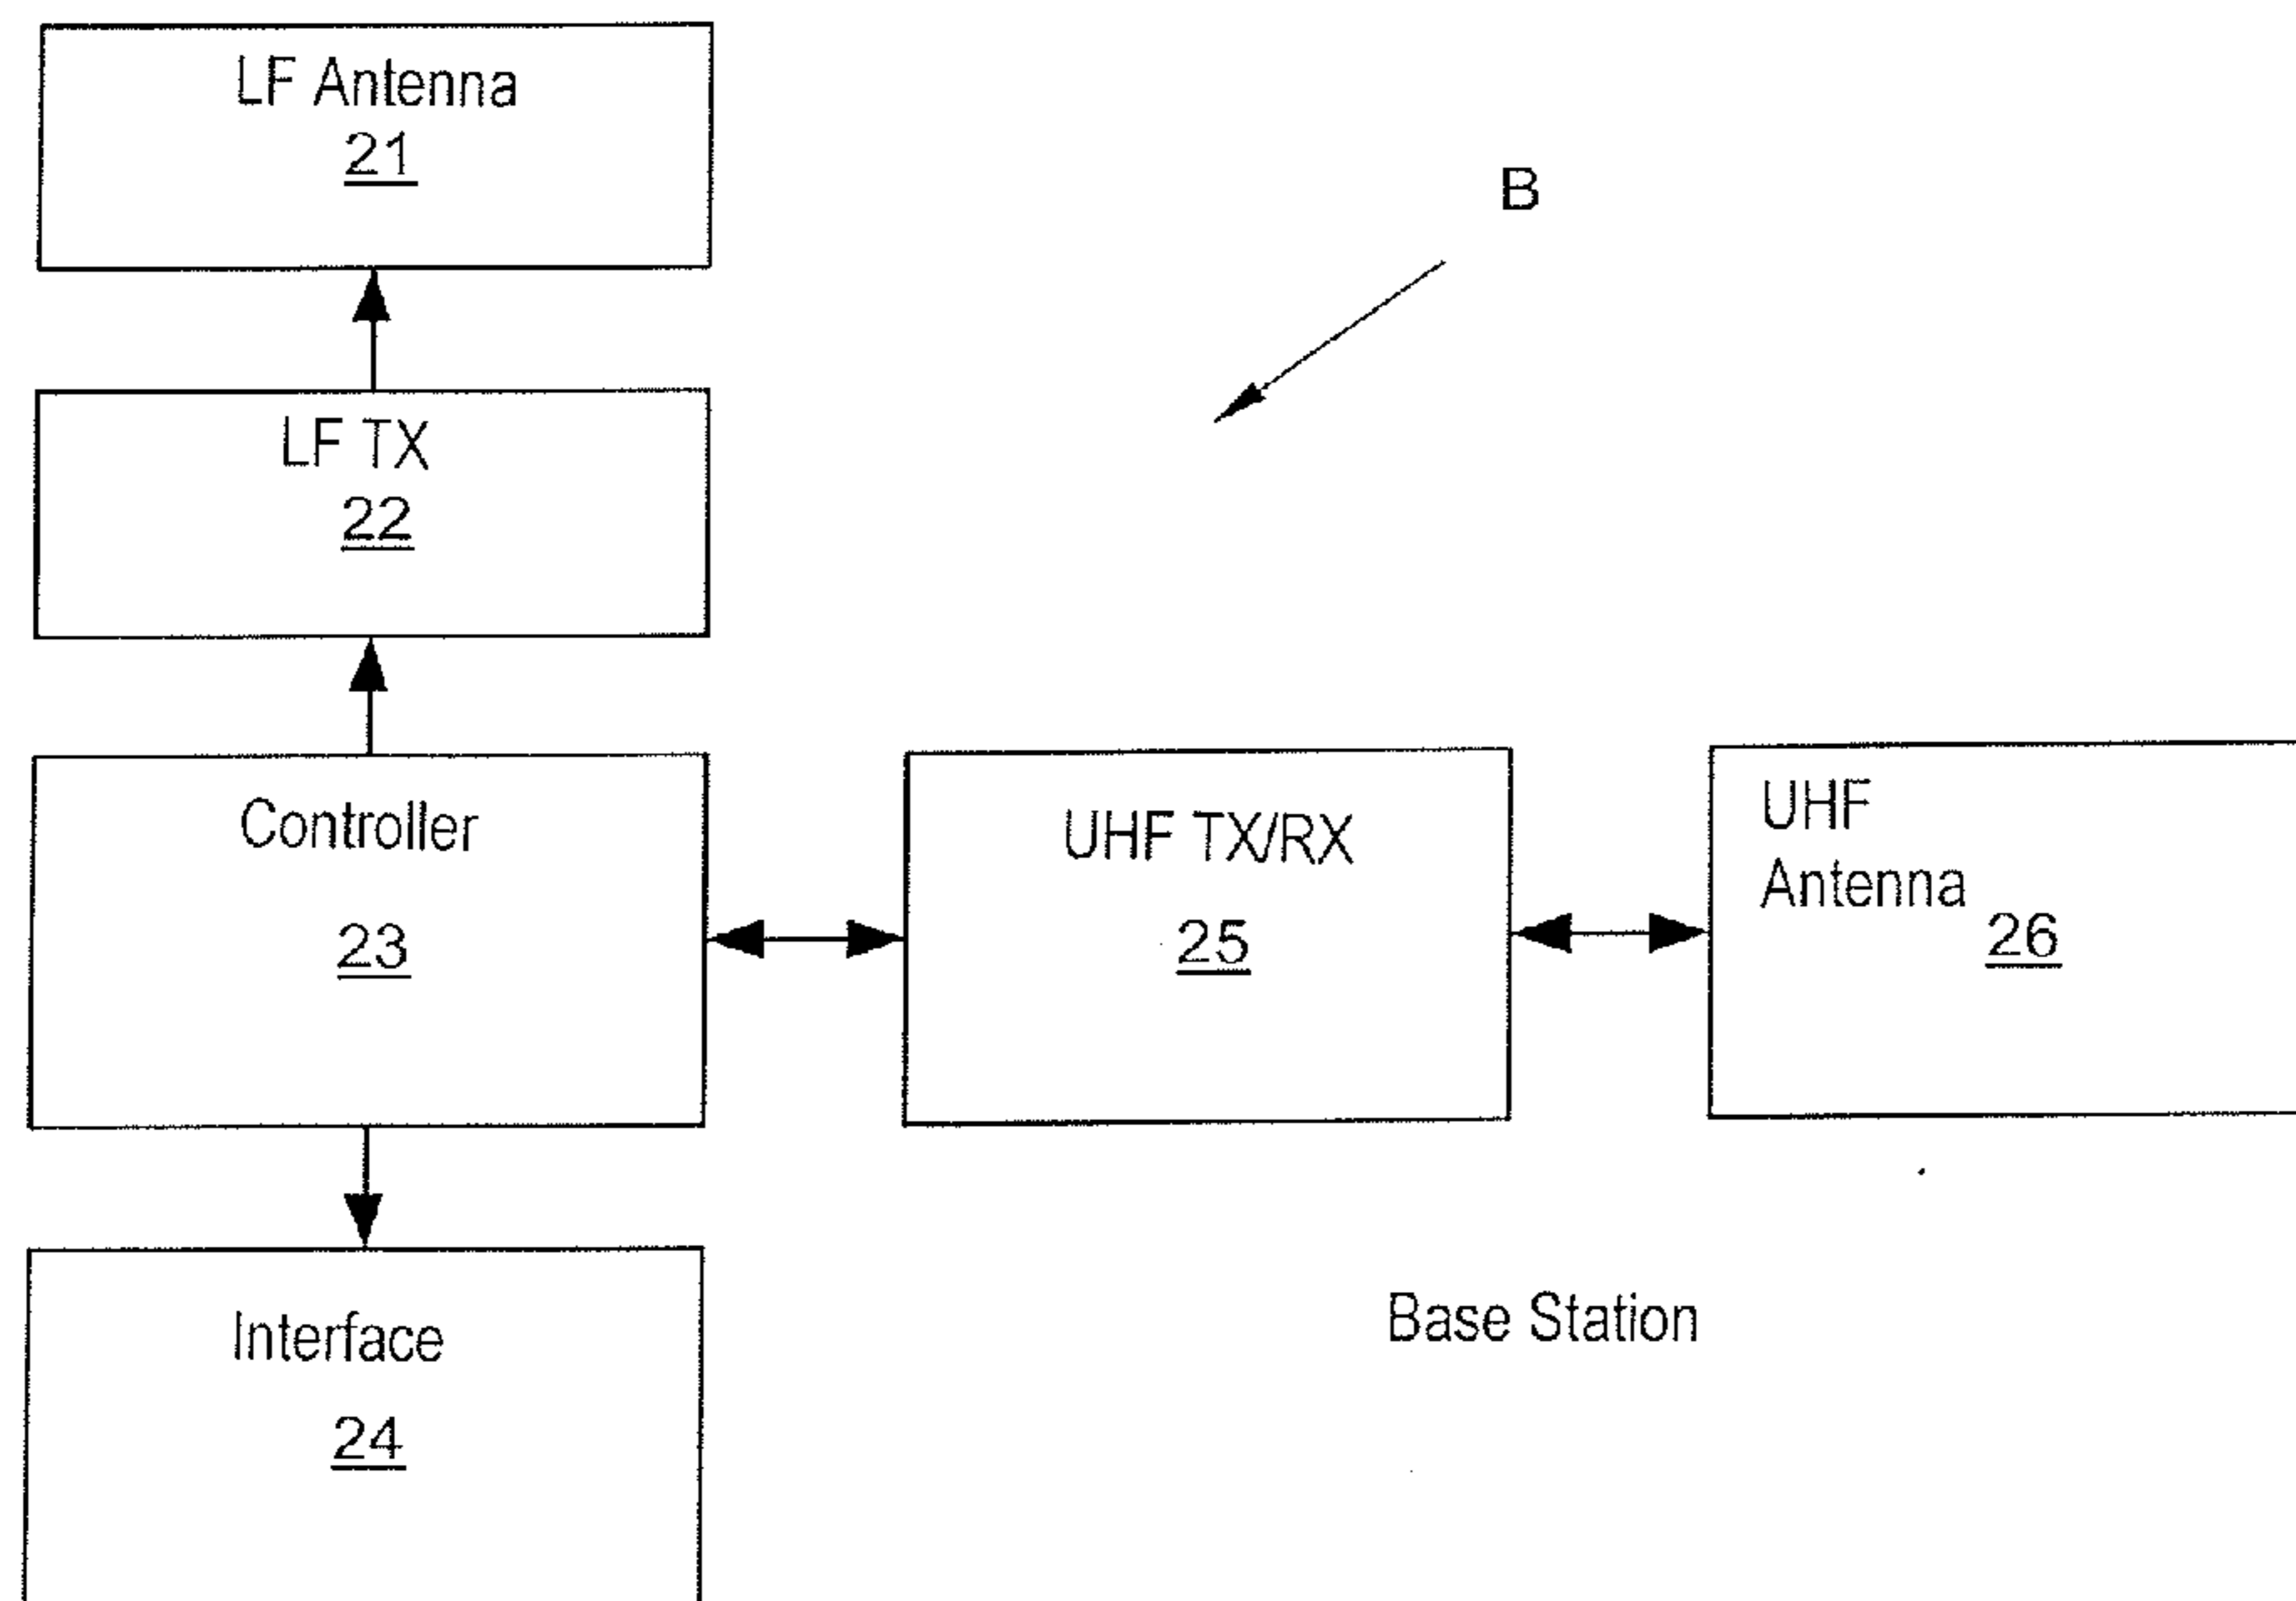 LF Antenna
21
B
LF TX
22
Controller
23
UHF TX/RX
25
UHF
Antenna
26
Interface
24
Base Station